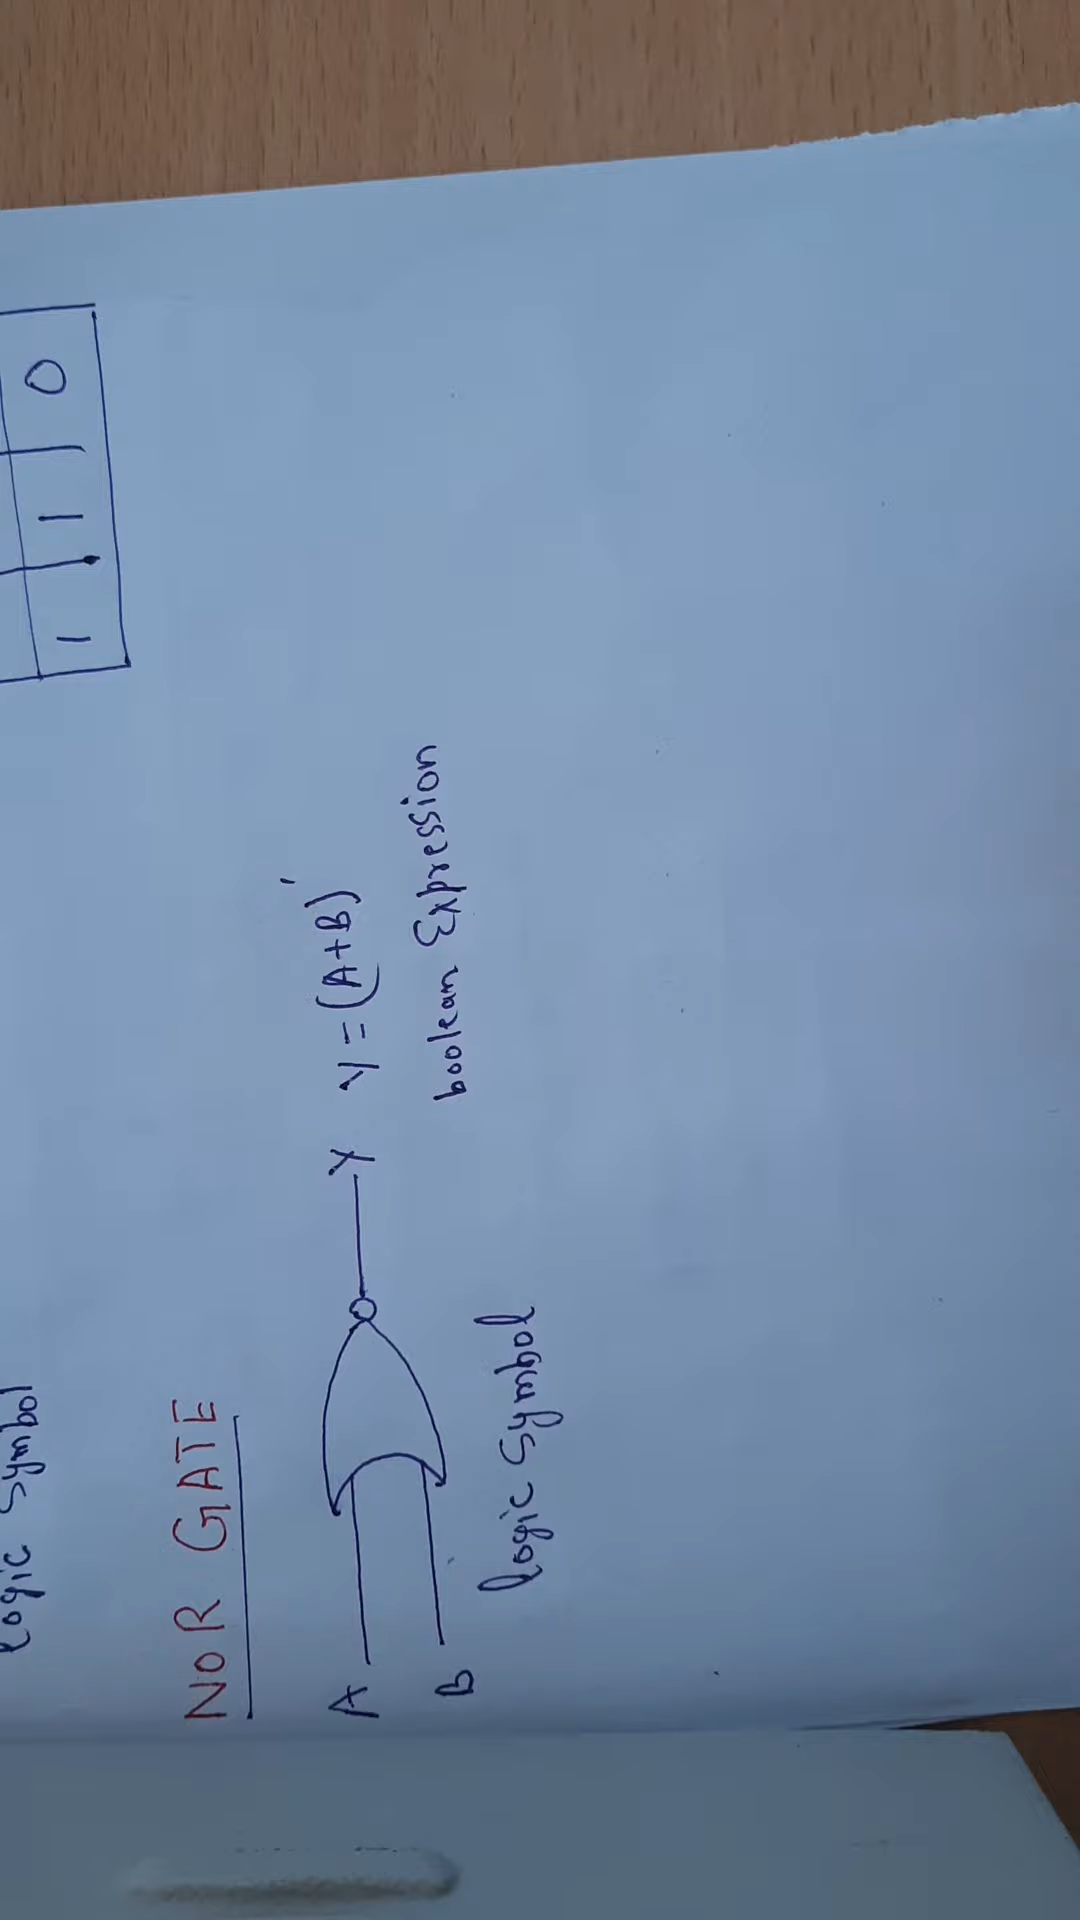 1 1 0
Logic Symbol
NOR GATE
A
Y Y = (A+B)'
B
boolean Expression
Logic Symbol